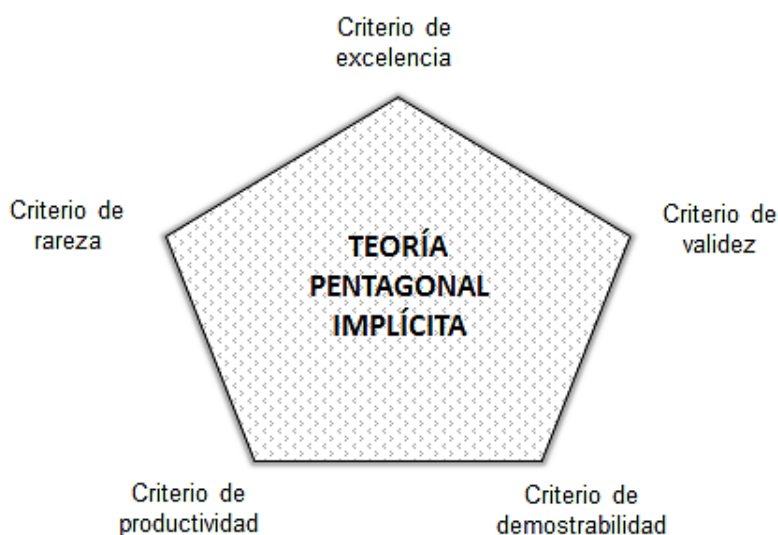 Criterio de
excelencia
Criterio de
rareza
Criterio de
validez
TEORÍA
PENTAGONAL
IMPLÍCITA
Criterio de
productividad
Criterio de
demostrabilidad